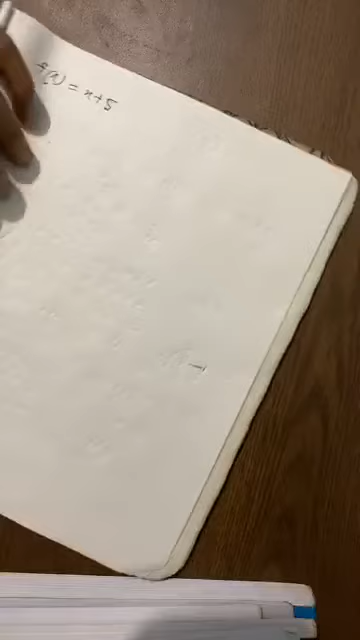 f(x) = x+5